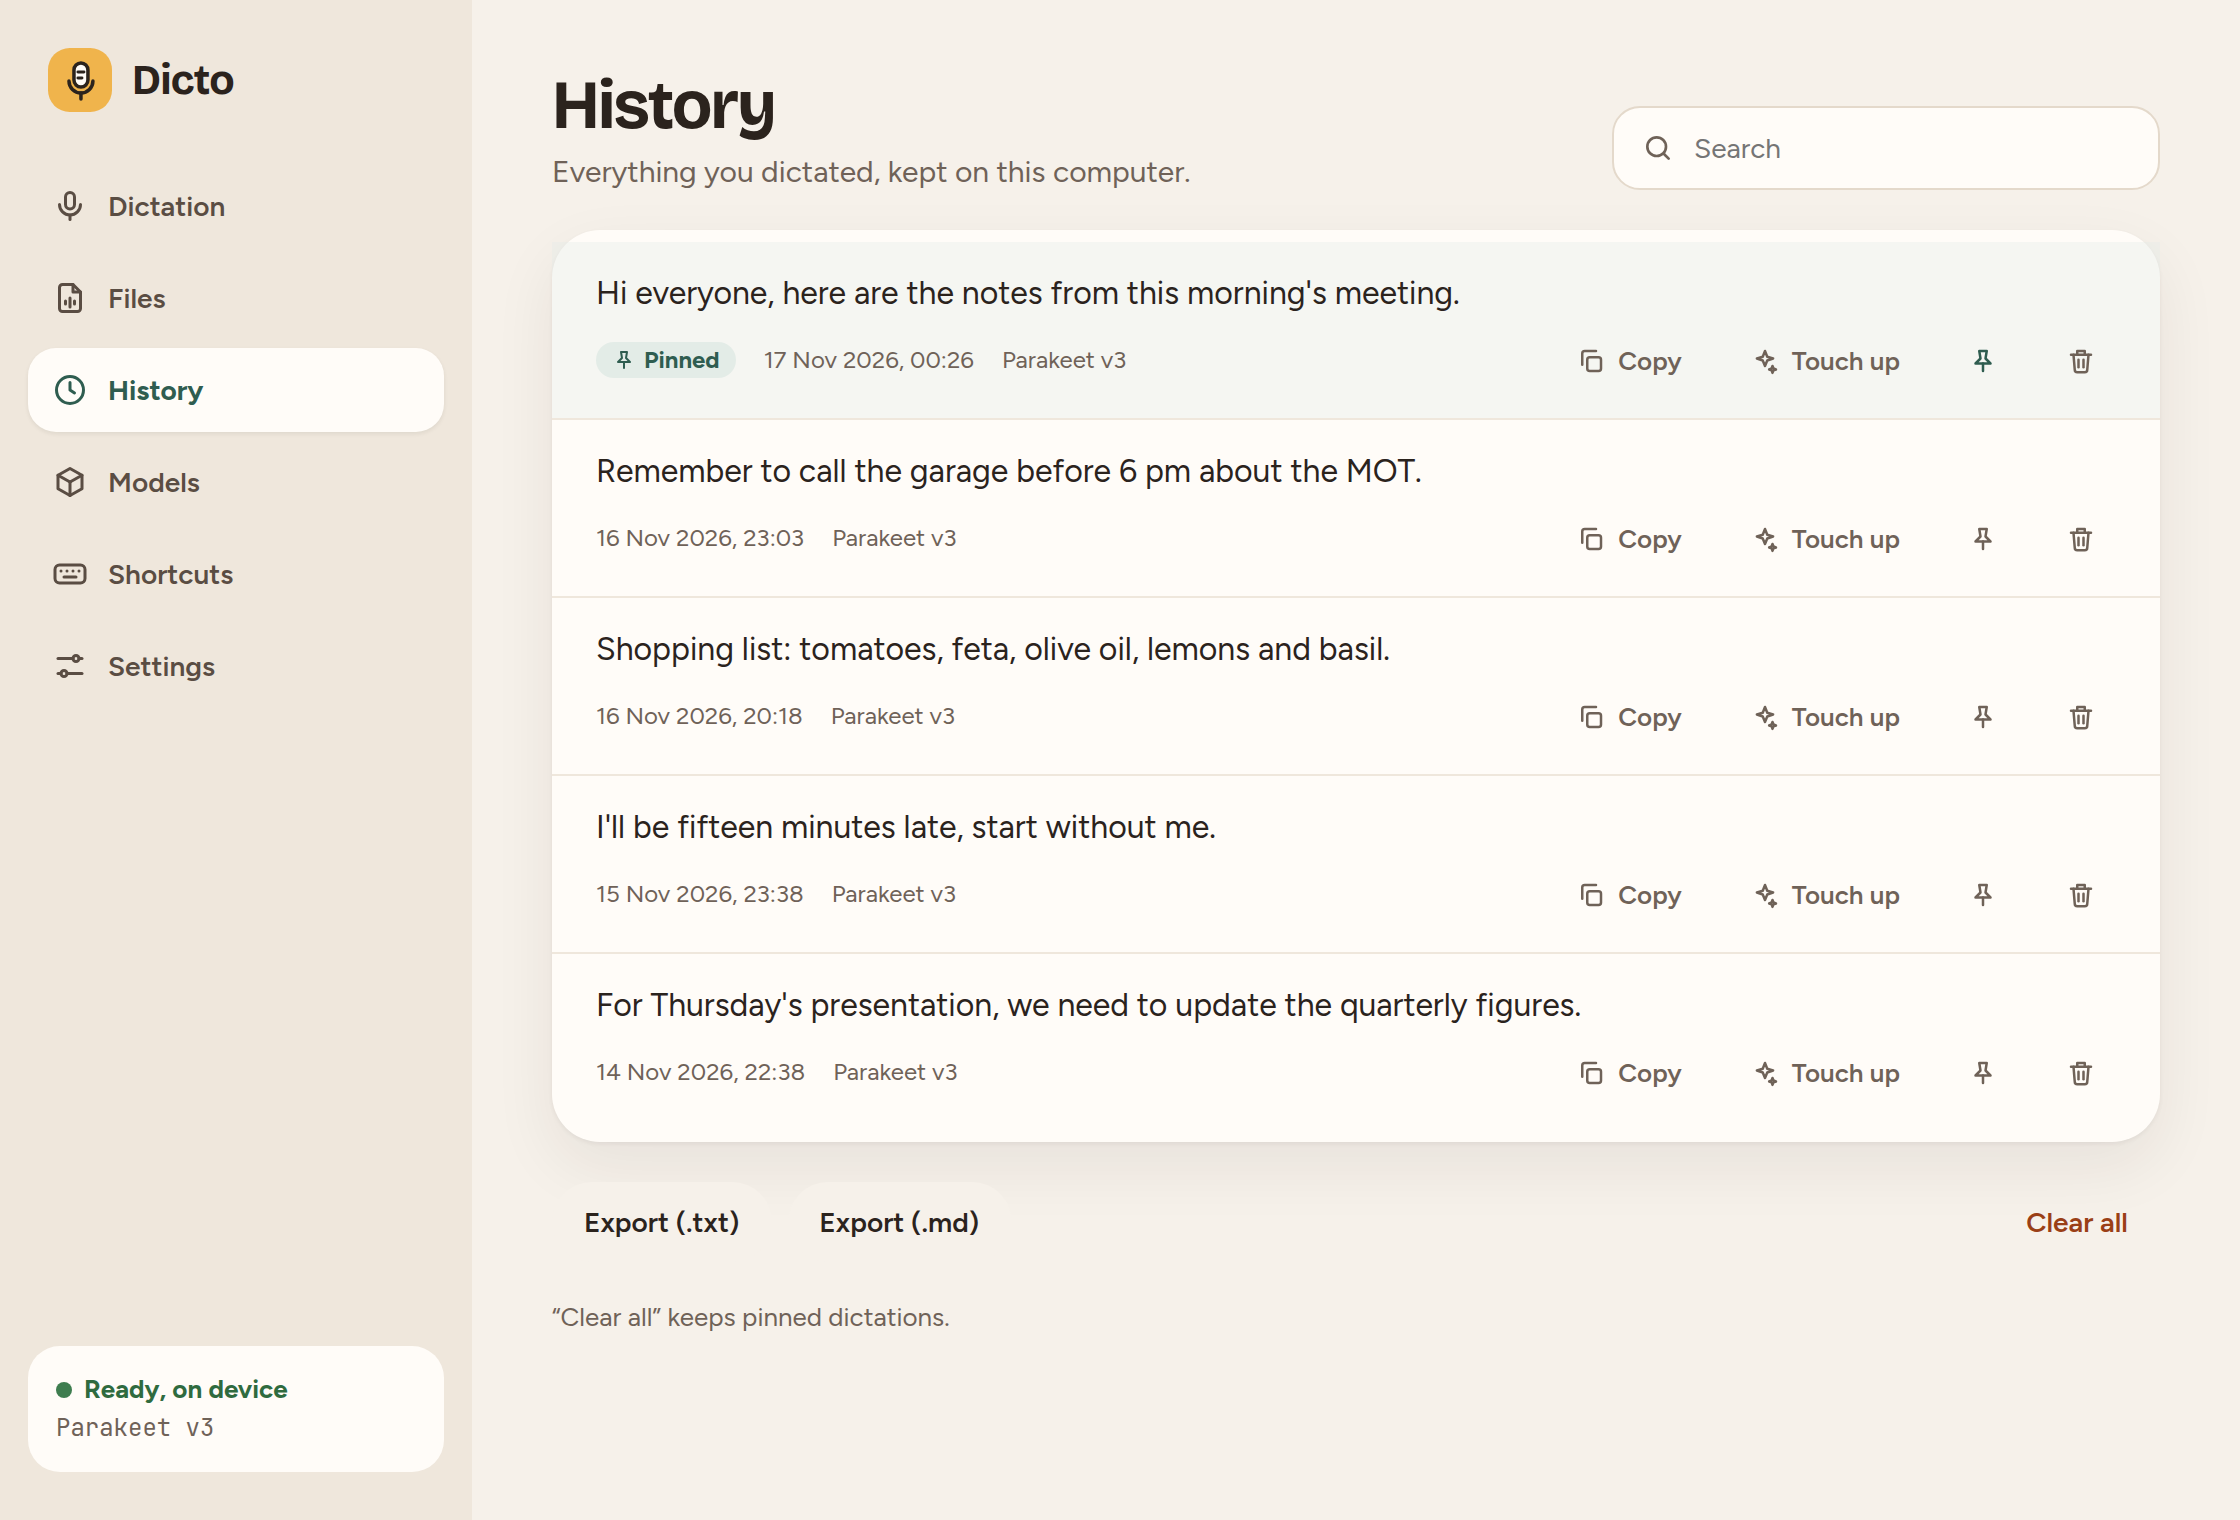 Dicto
Dictation
Files
History
Models
Shortcuts
Settings
Ready, on device
Parakeet v3
History
Everything you dictated, kept on this computer.
Search
Hi everyone, here are the notes from this morning's meeting.
Pinned 17 Nov 2026, 00:26 Parakeet v3 Copy Touch up
Remember to call the garage before 6 pm about the MOT.
16 Nov 2026, 23:03 Parakeet v3 Copy Touch up
Shopping list: tomatoes, feta, olive oil, lemons and basil.
16 Nov 2026, 20:18 Parakeet v3 Copy Touch up
I'll be fifteen minutes late, start without me.
15 Nov 2026, 23:38 Parakeet v3 Copy Touch up
For Thursday's presentation, we need to update the quarterly figures.
14 Nov 2026, 22:38 Parakeet v3 Copy Touch up
Export (.txt) Export (.md) Clear all
“Clear all” keeps pinned dictations.